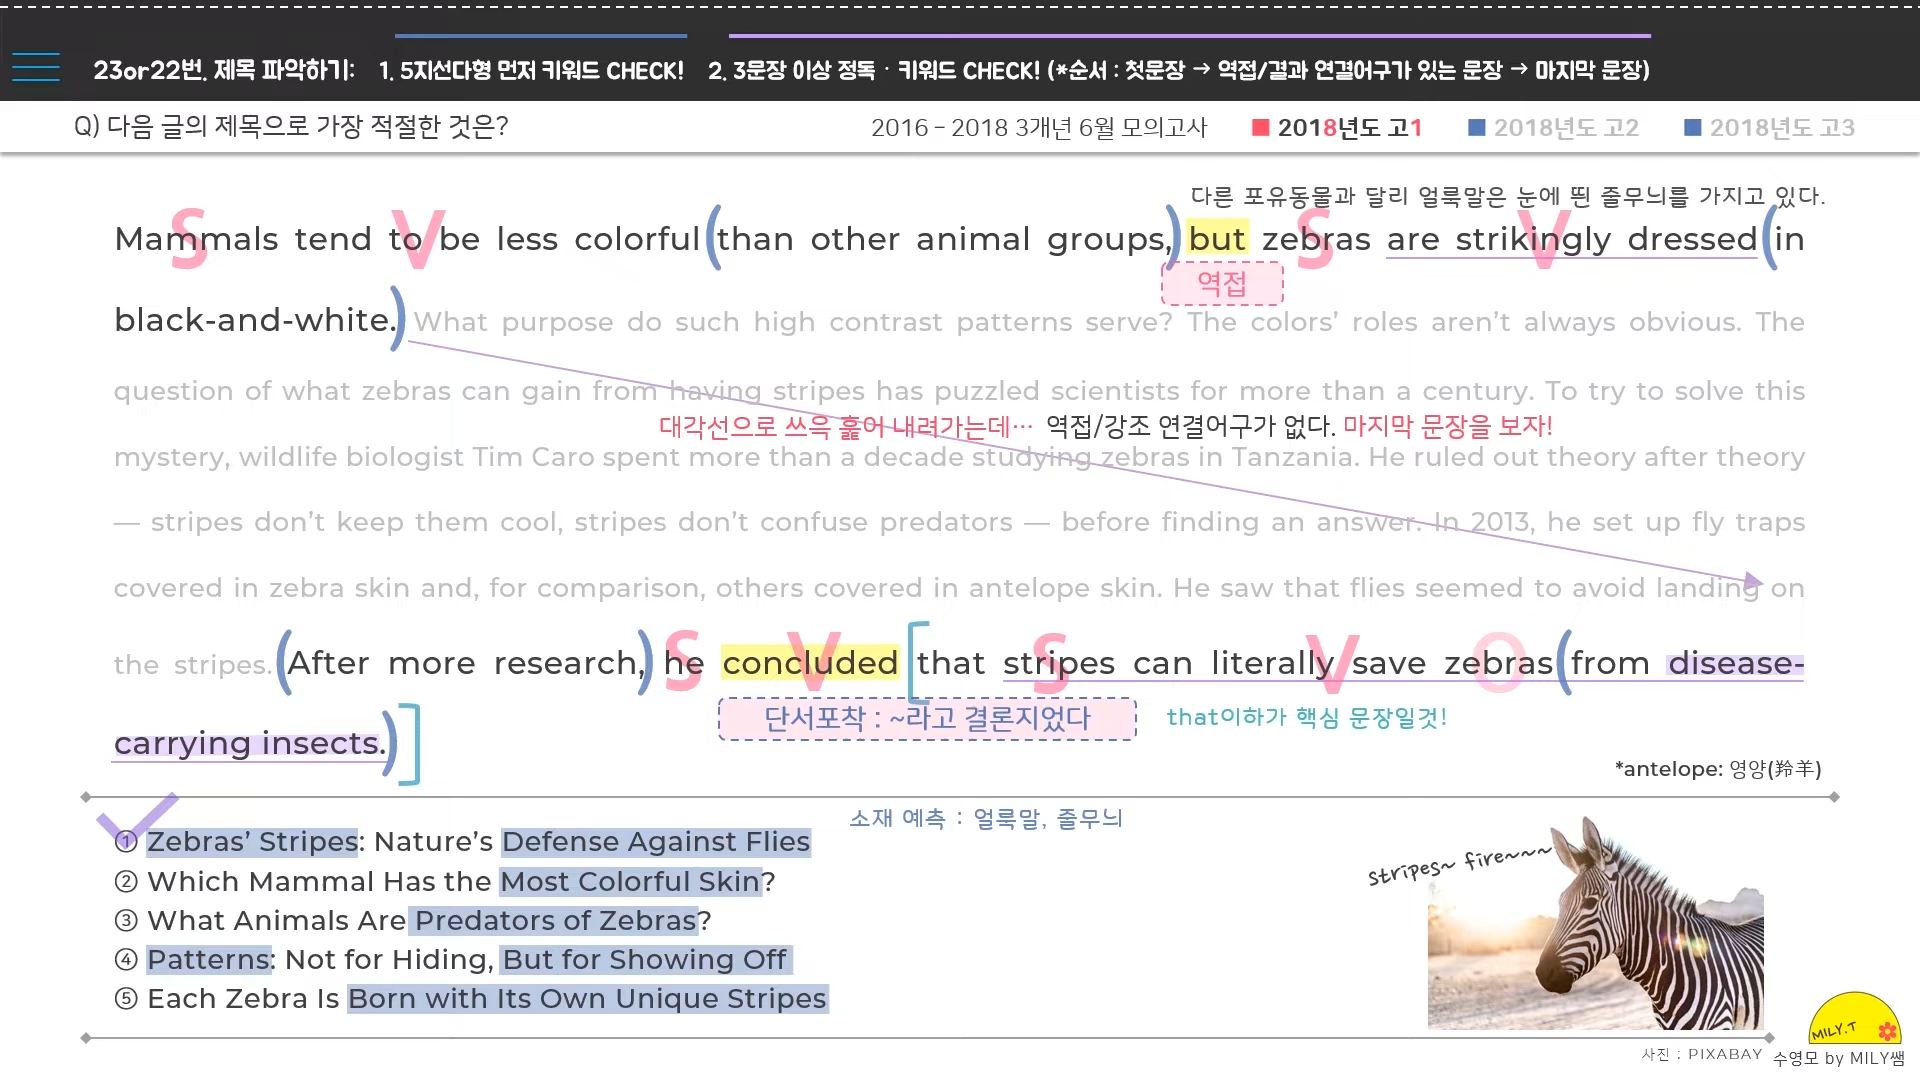 23or22번. 제목 파악하기: 1. 5지선다형 먼저 키워드 CHECK! 2. 3문장 이상 정독 · 키워드 CHECK! (*순서 : 첫문장 → 역접/결과 연결어구가 있는 문장 → 마지막 문장)
Q) 다음 글의 제목으로 가장 적절한 것은? 2016 – 2018 3개년 6월 모의고사 2018년도 고1 2018년도 고2 2018년도 고3
다른 포유동물과 달리 얼룩말은 눈에 띈 줄무늬를 가지고 있다.
S V S V
Mammals tend to be less colorful (than other animal groups,) but zebras are strikingly dressed (in
역접
black-and-white.) What purpose do such high contrast patterns serve? The colors’ roles aren’t always obvious. The
question of what zebras can gain from having stripes has puzzled scientists for more than a century. To try to solve this
대각선으로 쓰윽 훑어 내려가는데… 역접/강조 연결어구가 없다. 마지막 문장을 보자!
mystery, wildlife biologist Tim Caro spent more than a decade studying zebras in Tanzania. He ruled out theory after theory
— stripes don’t keep them cool, stripes don’t confuse predators — before finding an answer. In 2013, he set up fly traps
covered in zebra skin and, for comparison, others covered in antelope skin. He saw that flies seemed to avoid landing on
S V S V O
the stripes. (After more research,) he concluded [that stripes can literally save zebras (from disease-
단서포착 : ~라고 결론지었다 that이하가 핵심 문장일것!
carrying insects.)]
*antelope: 영양(羚羊)
소재 예측 : 얼룩말, 줄무늬
① Zebras’ Stripes: Nature’s Defense Against Flies
② Which Mammal Has the Most Colorful Skin?
③ What Animals Are Predators of Zebras?
④ Patterns: Not for Hiding, But for Showing Off
⑤ Each Zebra Is Born with Its Own Unique Stripes
stripes~ fire~~~
MILY.T
사진 : PIXABAY 수영모 by MILY쌤